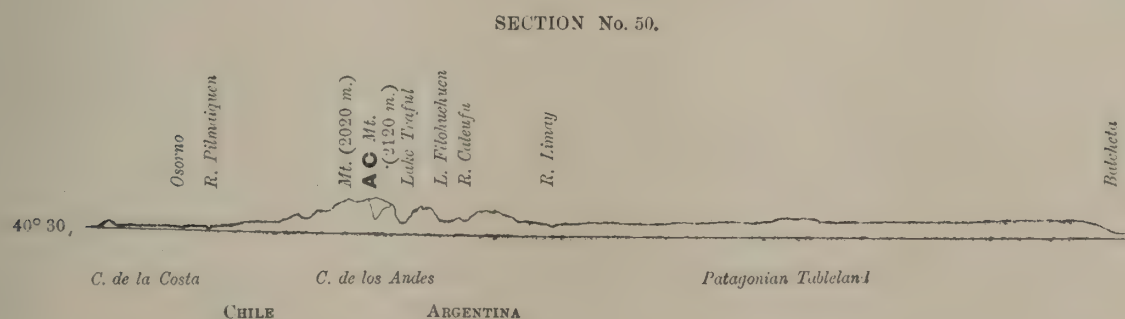 SECTION No. 50.
Osorno
R. Pilmaiquen
Mt. (2020 m.)
A C Mt.
(2120 m.)
Lake Traful
L. Filohuehuen
R. Caleufu
R. Limay
Balcheta
40° 30,
C. de la Costa C. de los Andes Patagonian Tableland
CHILE ARGENTINA